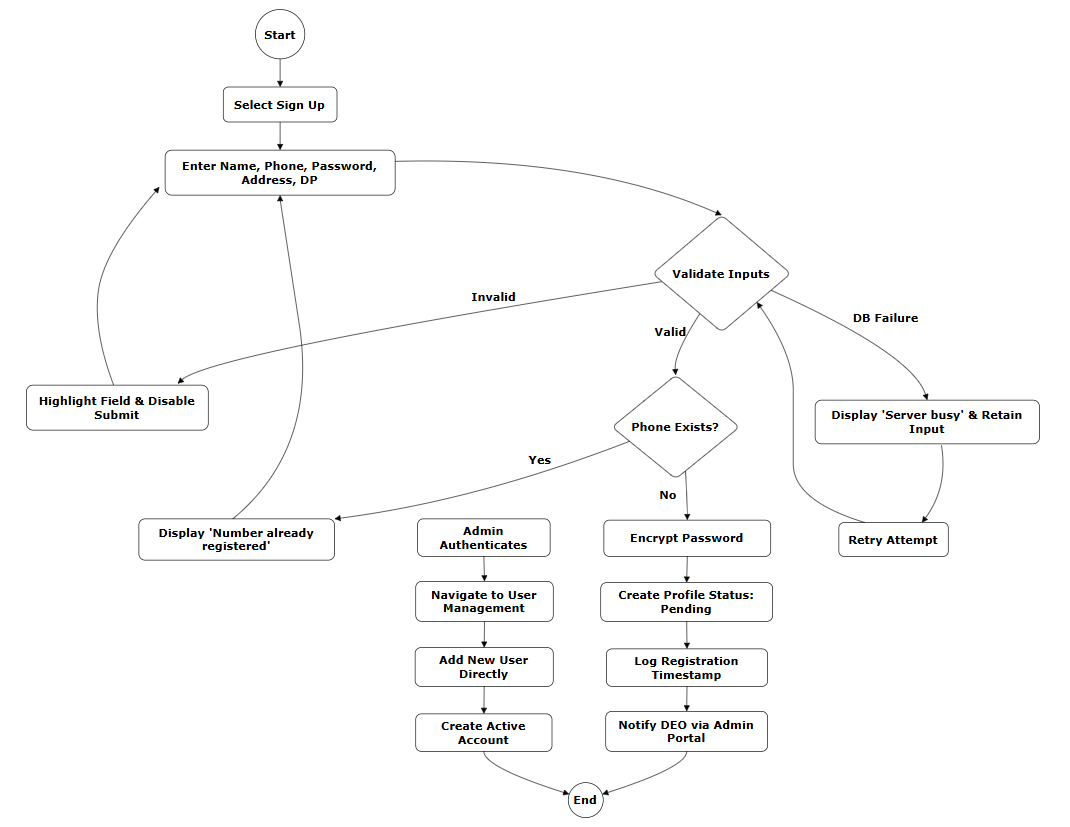 Start
Select Sign Up
Enter Name, Phone, Password,
Address, DP
Validate Inputs
Invalid
DB Failure
Valid
Highlight Field & Disable
Submit
Display 'Server busy' & Retain
Input
Phone Exists?
Yes
No
Display 'Number already
registered'
Admin
Authenticates
Encrypt Password
Retry Attempt
Navigate to User
Management
Create Profile Status:
Pending
Add New User
Directly
Log Registration
Timestamp
Create Active
Account
Notify DEO via Admin
Portal
End